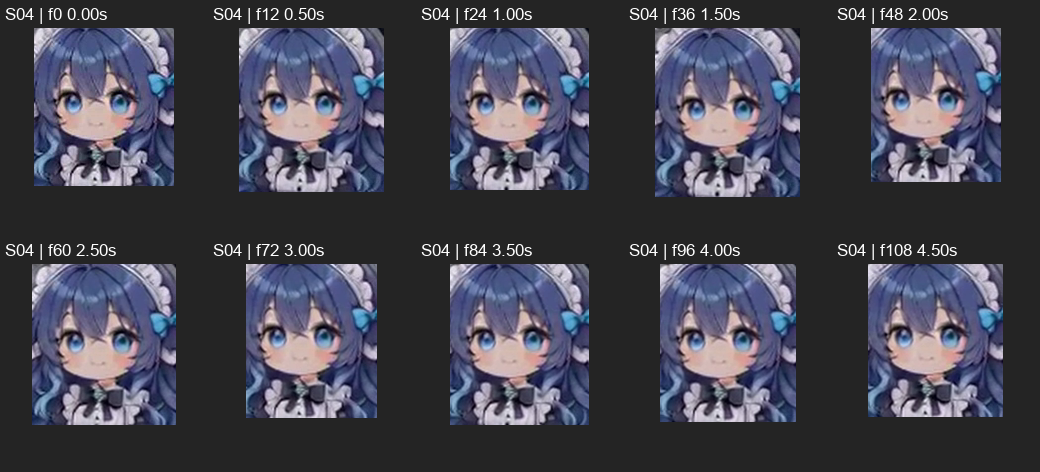 S04 | f0 0.00s
S04 | f12 0.50s
S04 | f24 1.00s
S04 | f36 1.50s
S04 | f48 2.00s
S04 | f60 2.50s
S04 | f72 3.00s
S04 | f84 3.50s
S04 | f96 4.00s
S04 | f108 4.50s